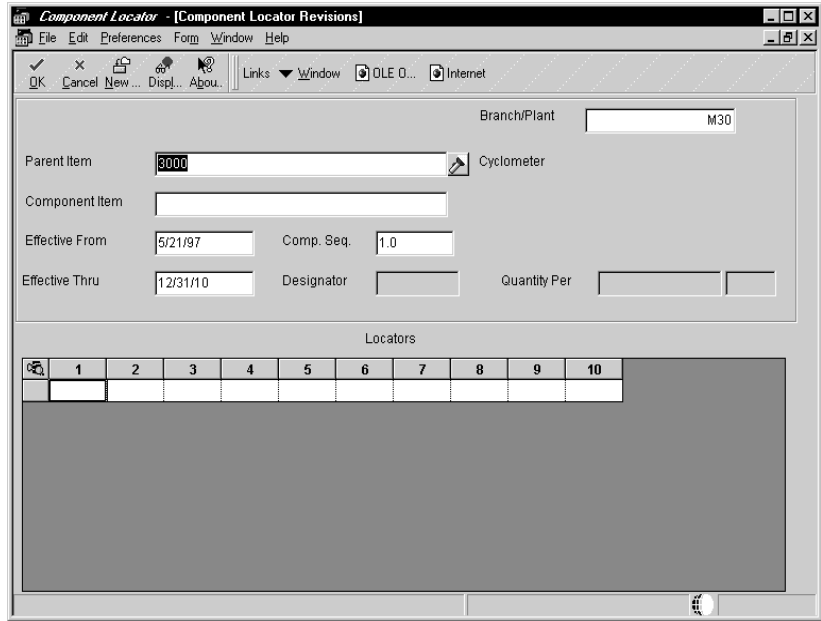 Component Locator - [Component Locator Revisions]
File Edit Preferences Form Window Help
OK Cancel New ... Displ... Abou.. Links Window OLE O... Internet
Branch/Plant M30
Parent Item 3000 Cyclometer
Component Item
Effective From 5/21/97 Comp. Seq. 1.0
Effective Thru 12/31/10 Designator Quantity Per
Locators
1 2 3 4 5 6 7 8 9 10